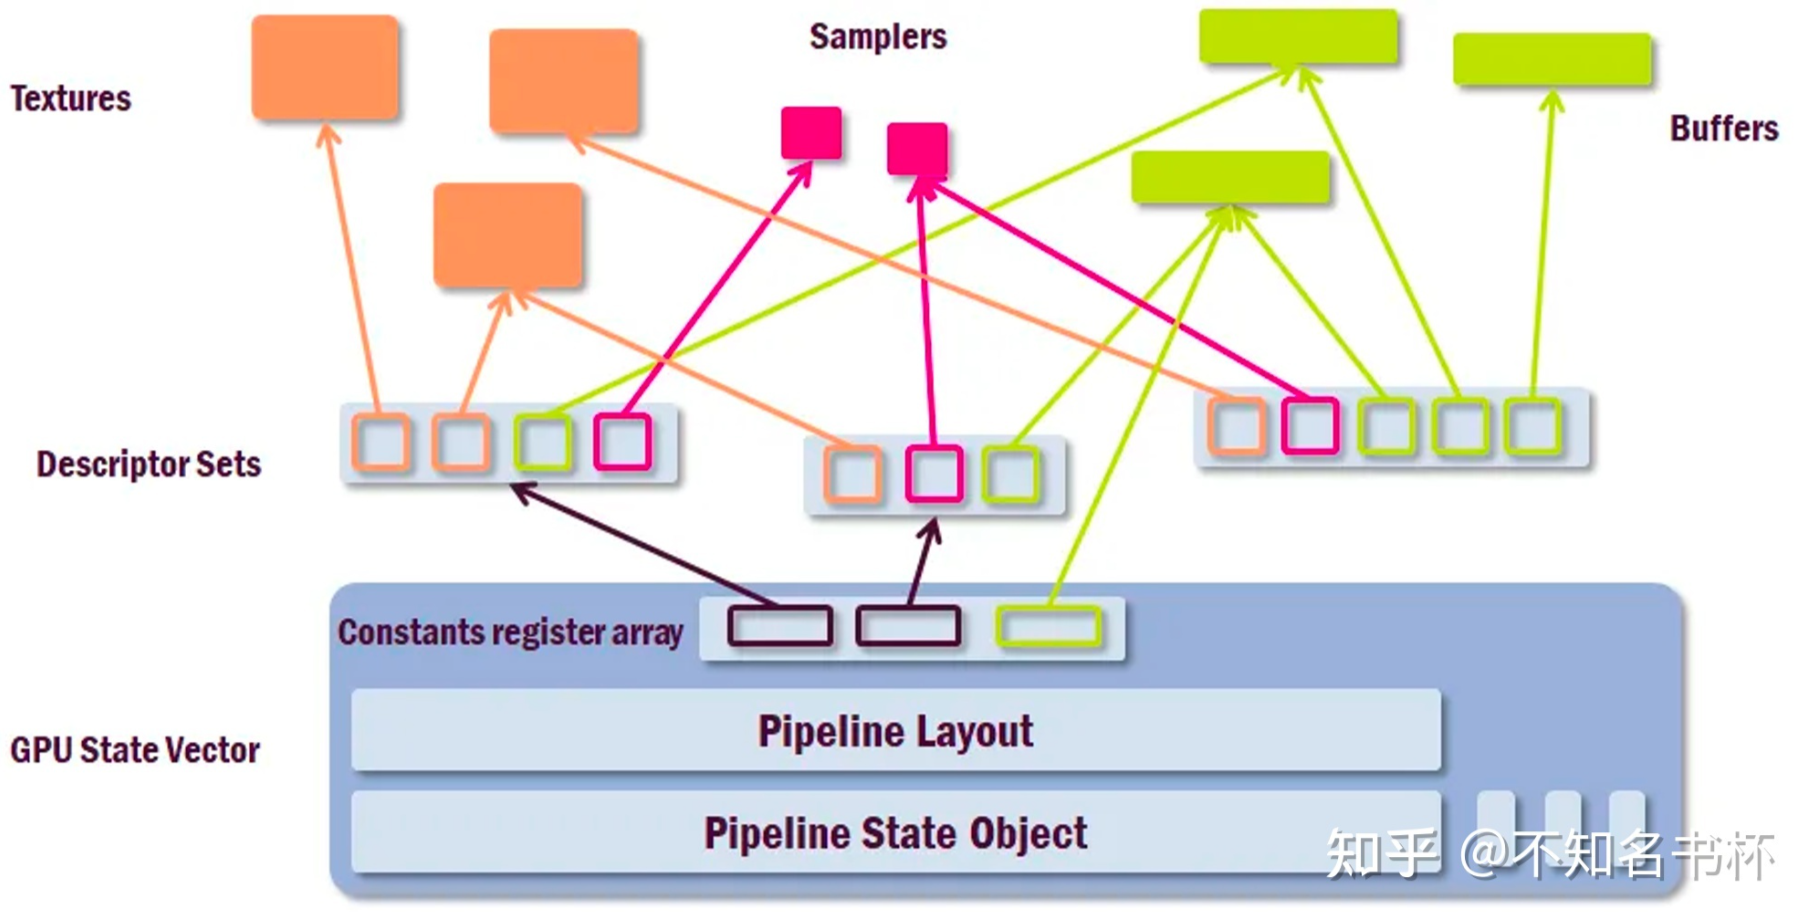 Samplers
Textures
Buffers
Descriptor Sets
Constants register array
GPU State Vector
Pipeline Layout
Pipeline State Object
知乎 @不知名书杯